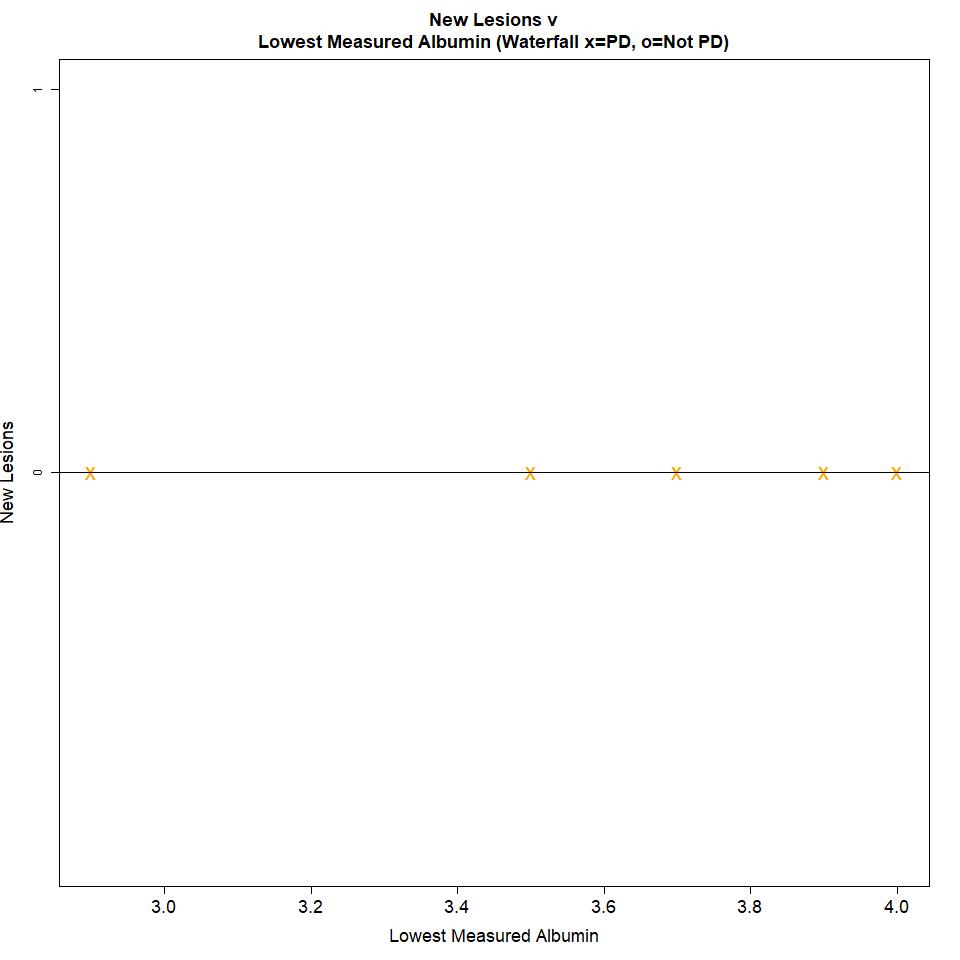 New Lesions v
Lowest Measured Albumin (Waterfall x=PD, o=Not PD)
1
0
New Lesions
x x x x x
3.0 3.2 3.4 3.6 3.8 4.0
Lowest Measured Albumin